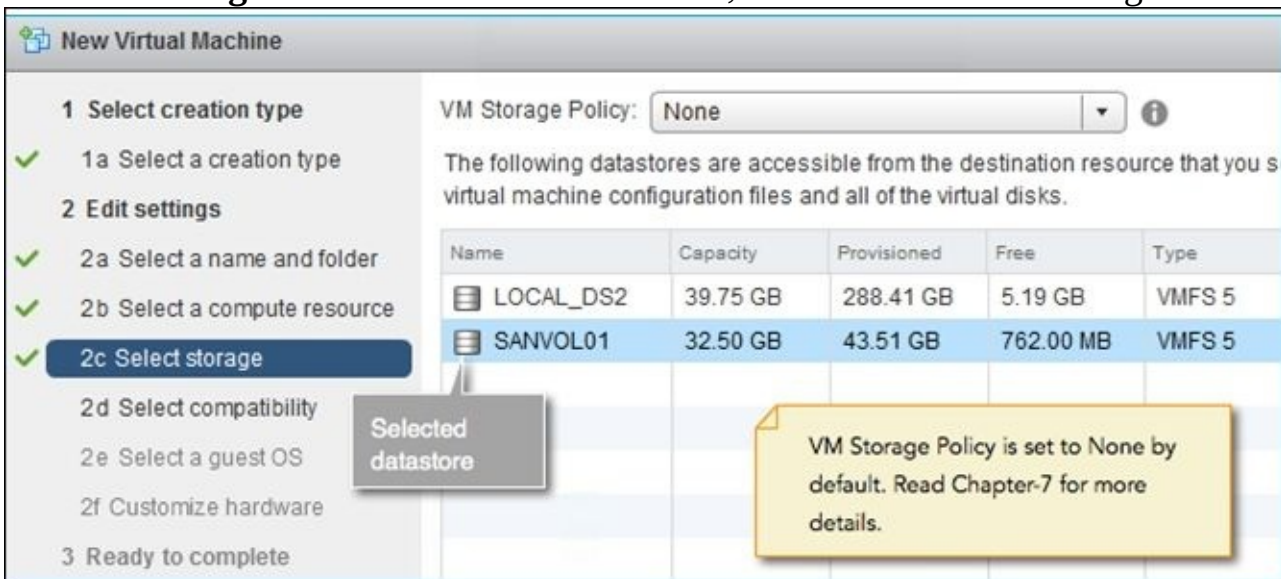 New Virtual Machine
1 Select creation type
1a Select a creation type
2 Edit settings
2a Select a name and folder
2b Select a compute resource
2c Select storage
2d Select compatibility
2e Select a guest OS
2f Customize hardware
3 Ready to complete
VM Storage Policy: None
The following datastores are accessible from the destination resource that you s
virtual machine configuration files and all of the virtual disks.
Name Capacity Provisioned Free Type
LOCAL_DS2 39.75 GB 288.41 GB 5.19 GB VMFS 5
SANVOL01 32.50 GB 43.51 GB 762.00 MB VMFS 5
Selected
datastore
VM Storage Policy is set to None by
default. Read Chapter-7 for more
details.